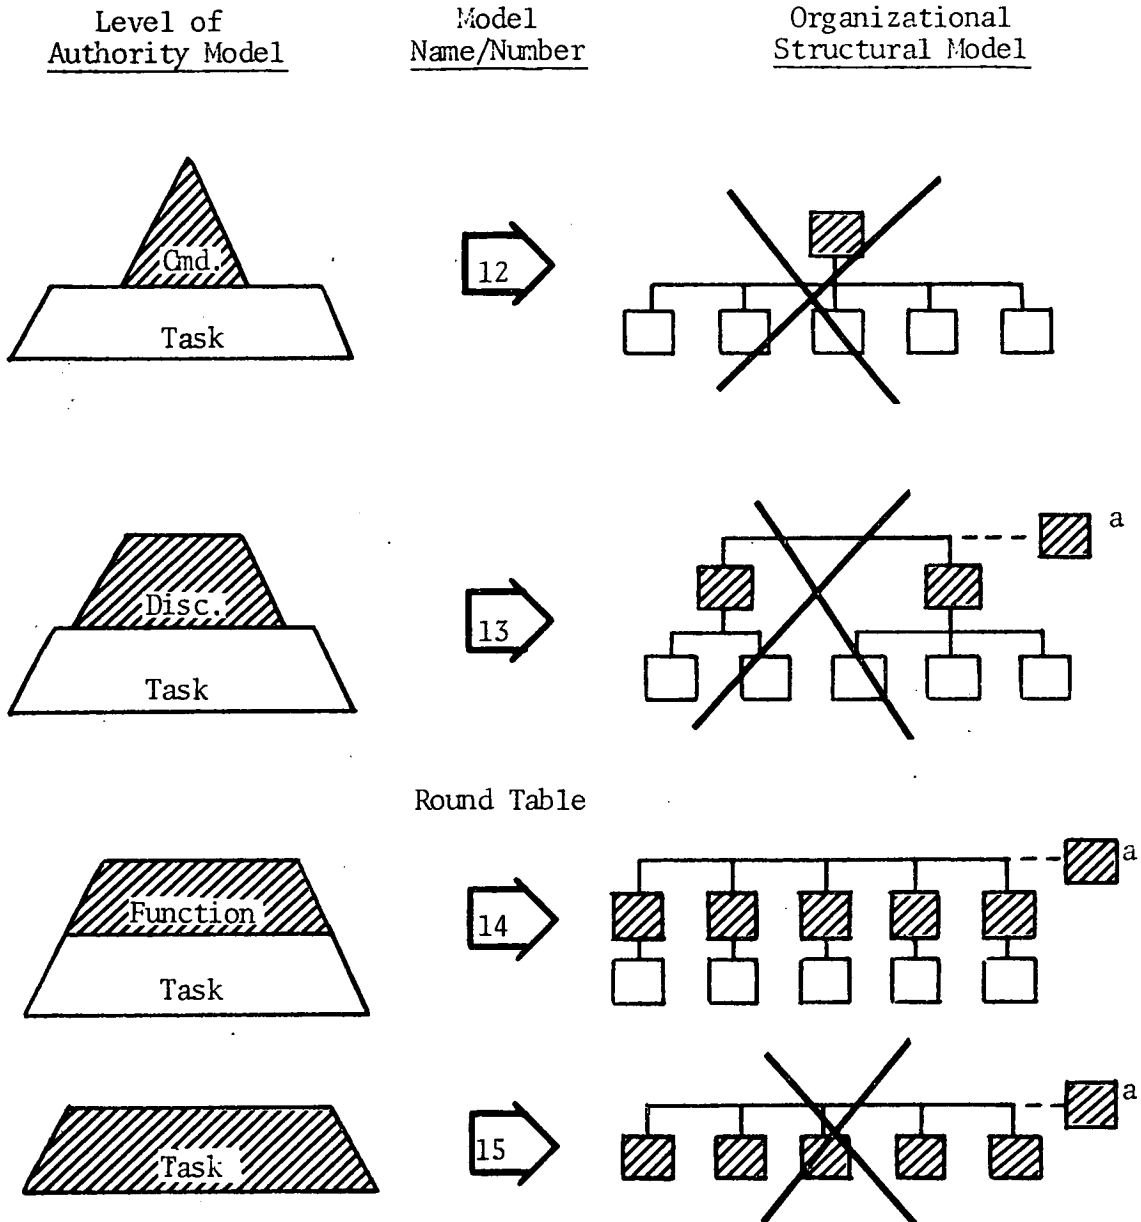 Level of
Authority Model
Model
Name/Number
Organizational
Structural Model
Cmd.
Task
12
Disc.
Task
13
a
Round Table
Function
Task
14
a
Task
15
a